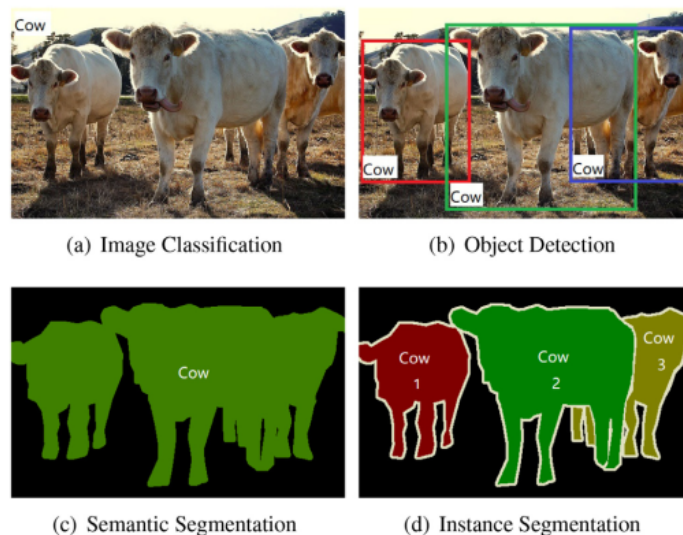 Cow
Cow
Cow
Cow
(a) Image Classification
(b) Object Detection
Cow
Cow
1
Cow
2
Cow
3
(c) Semantic Segmentation
(d) Instance Segmentation